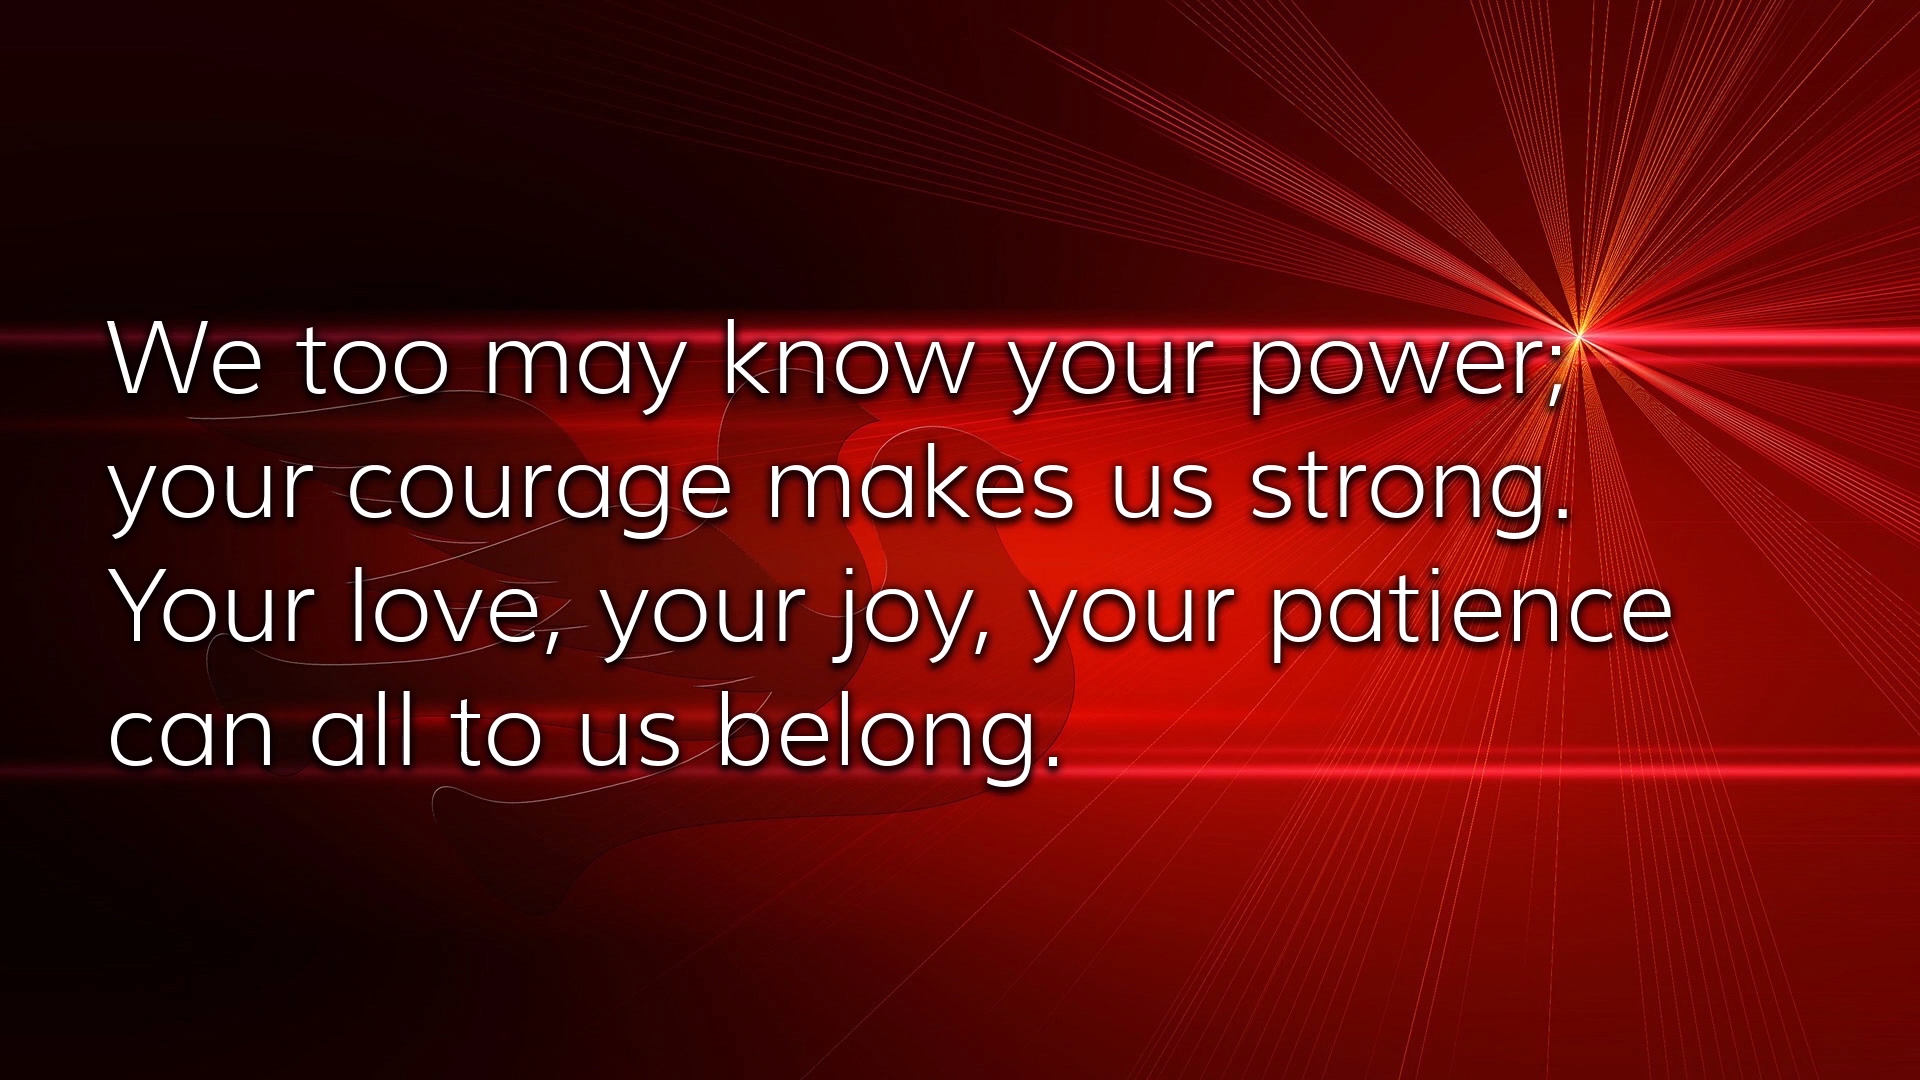 We too may know your power;
your courage makes us strong.
Your love, your joy, your patience
can all to us belong.